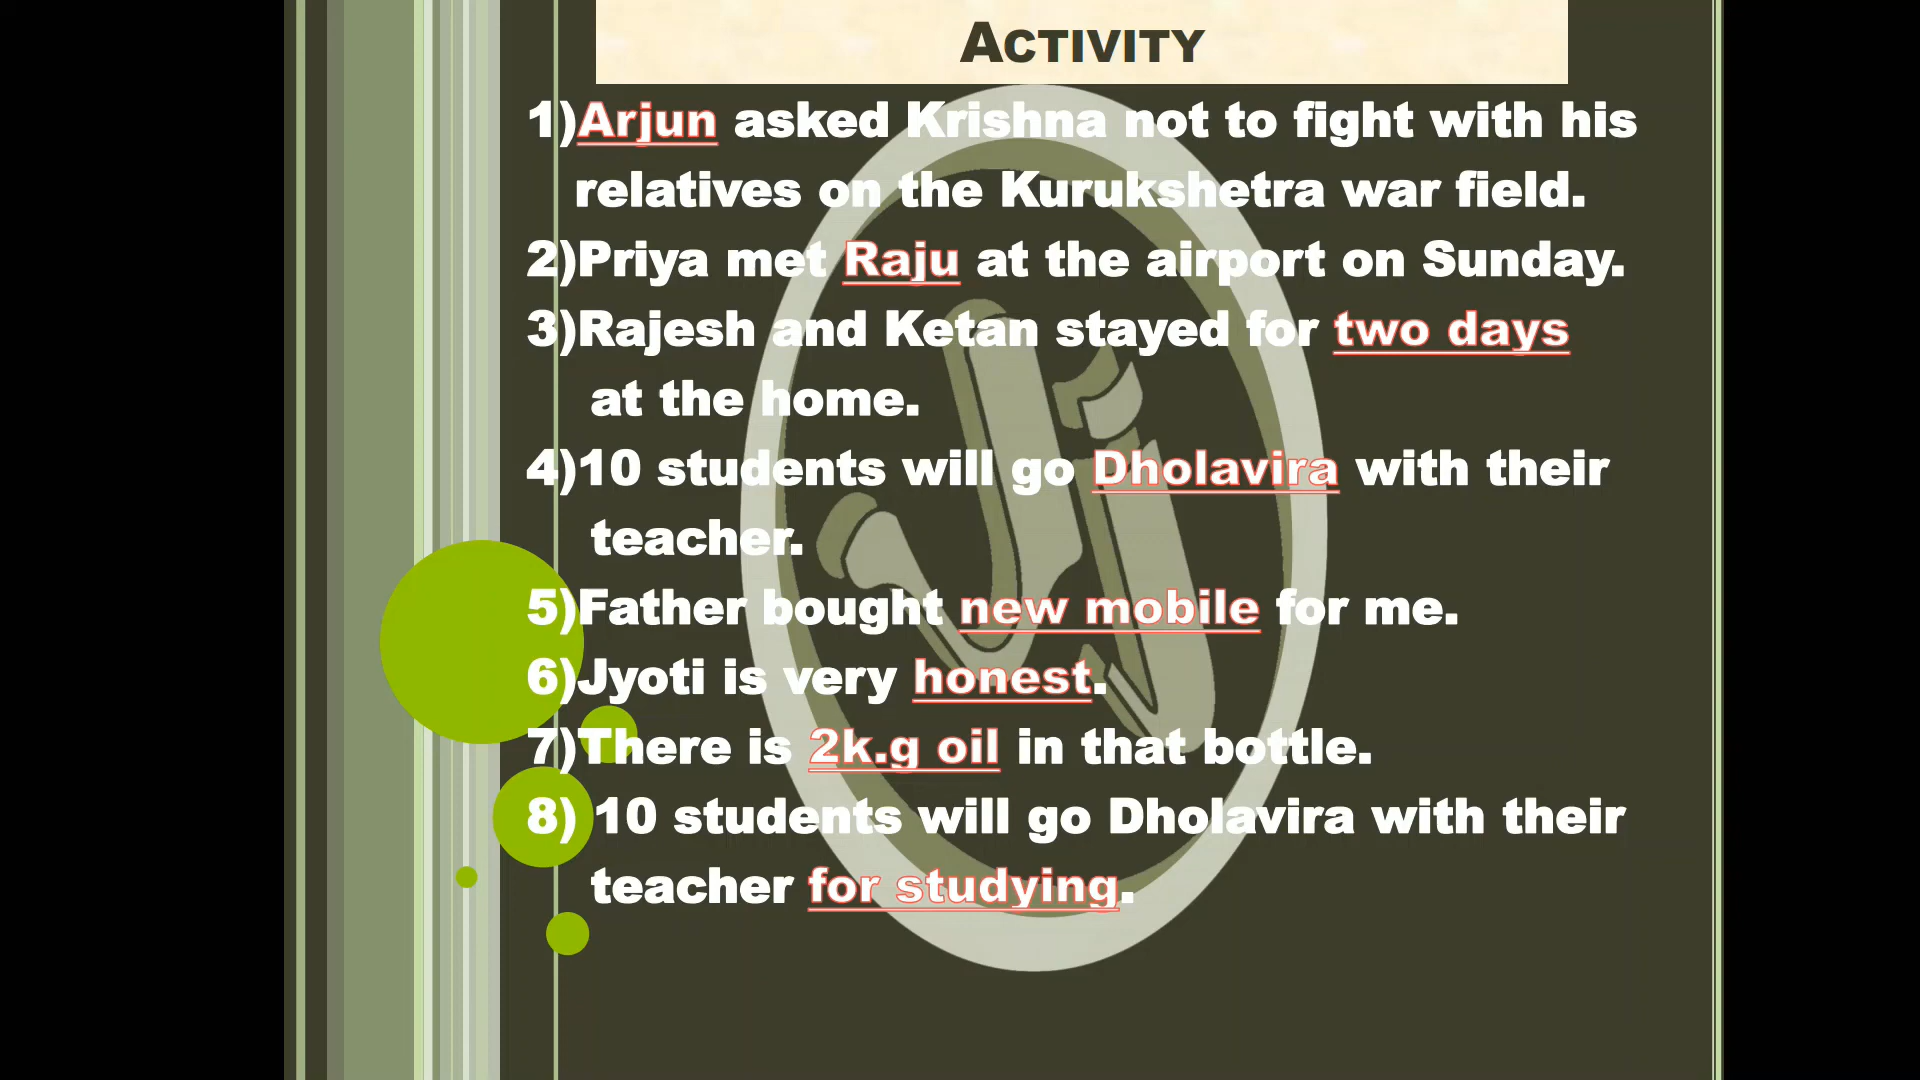 ACTIVITY
1)Arjun asked Krishna not to fight with his
relatives on the Kurukshetra war field.
2)Priya met Raju at the airport on Sunday.
3)Rajesh and Ketan stayed for two days
at the home.
4)10 students will go Dholavira with their
teacher.
5)Father bought new mobile for me.
6)Jyoti is very honest.
7)There is 2k.g oil in that bottle.
8) 10 students will go Dholavira with their
teacher for studying.